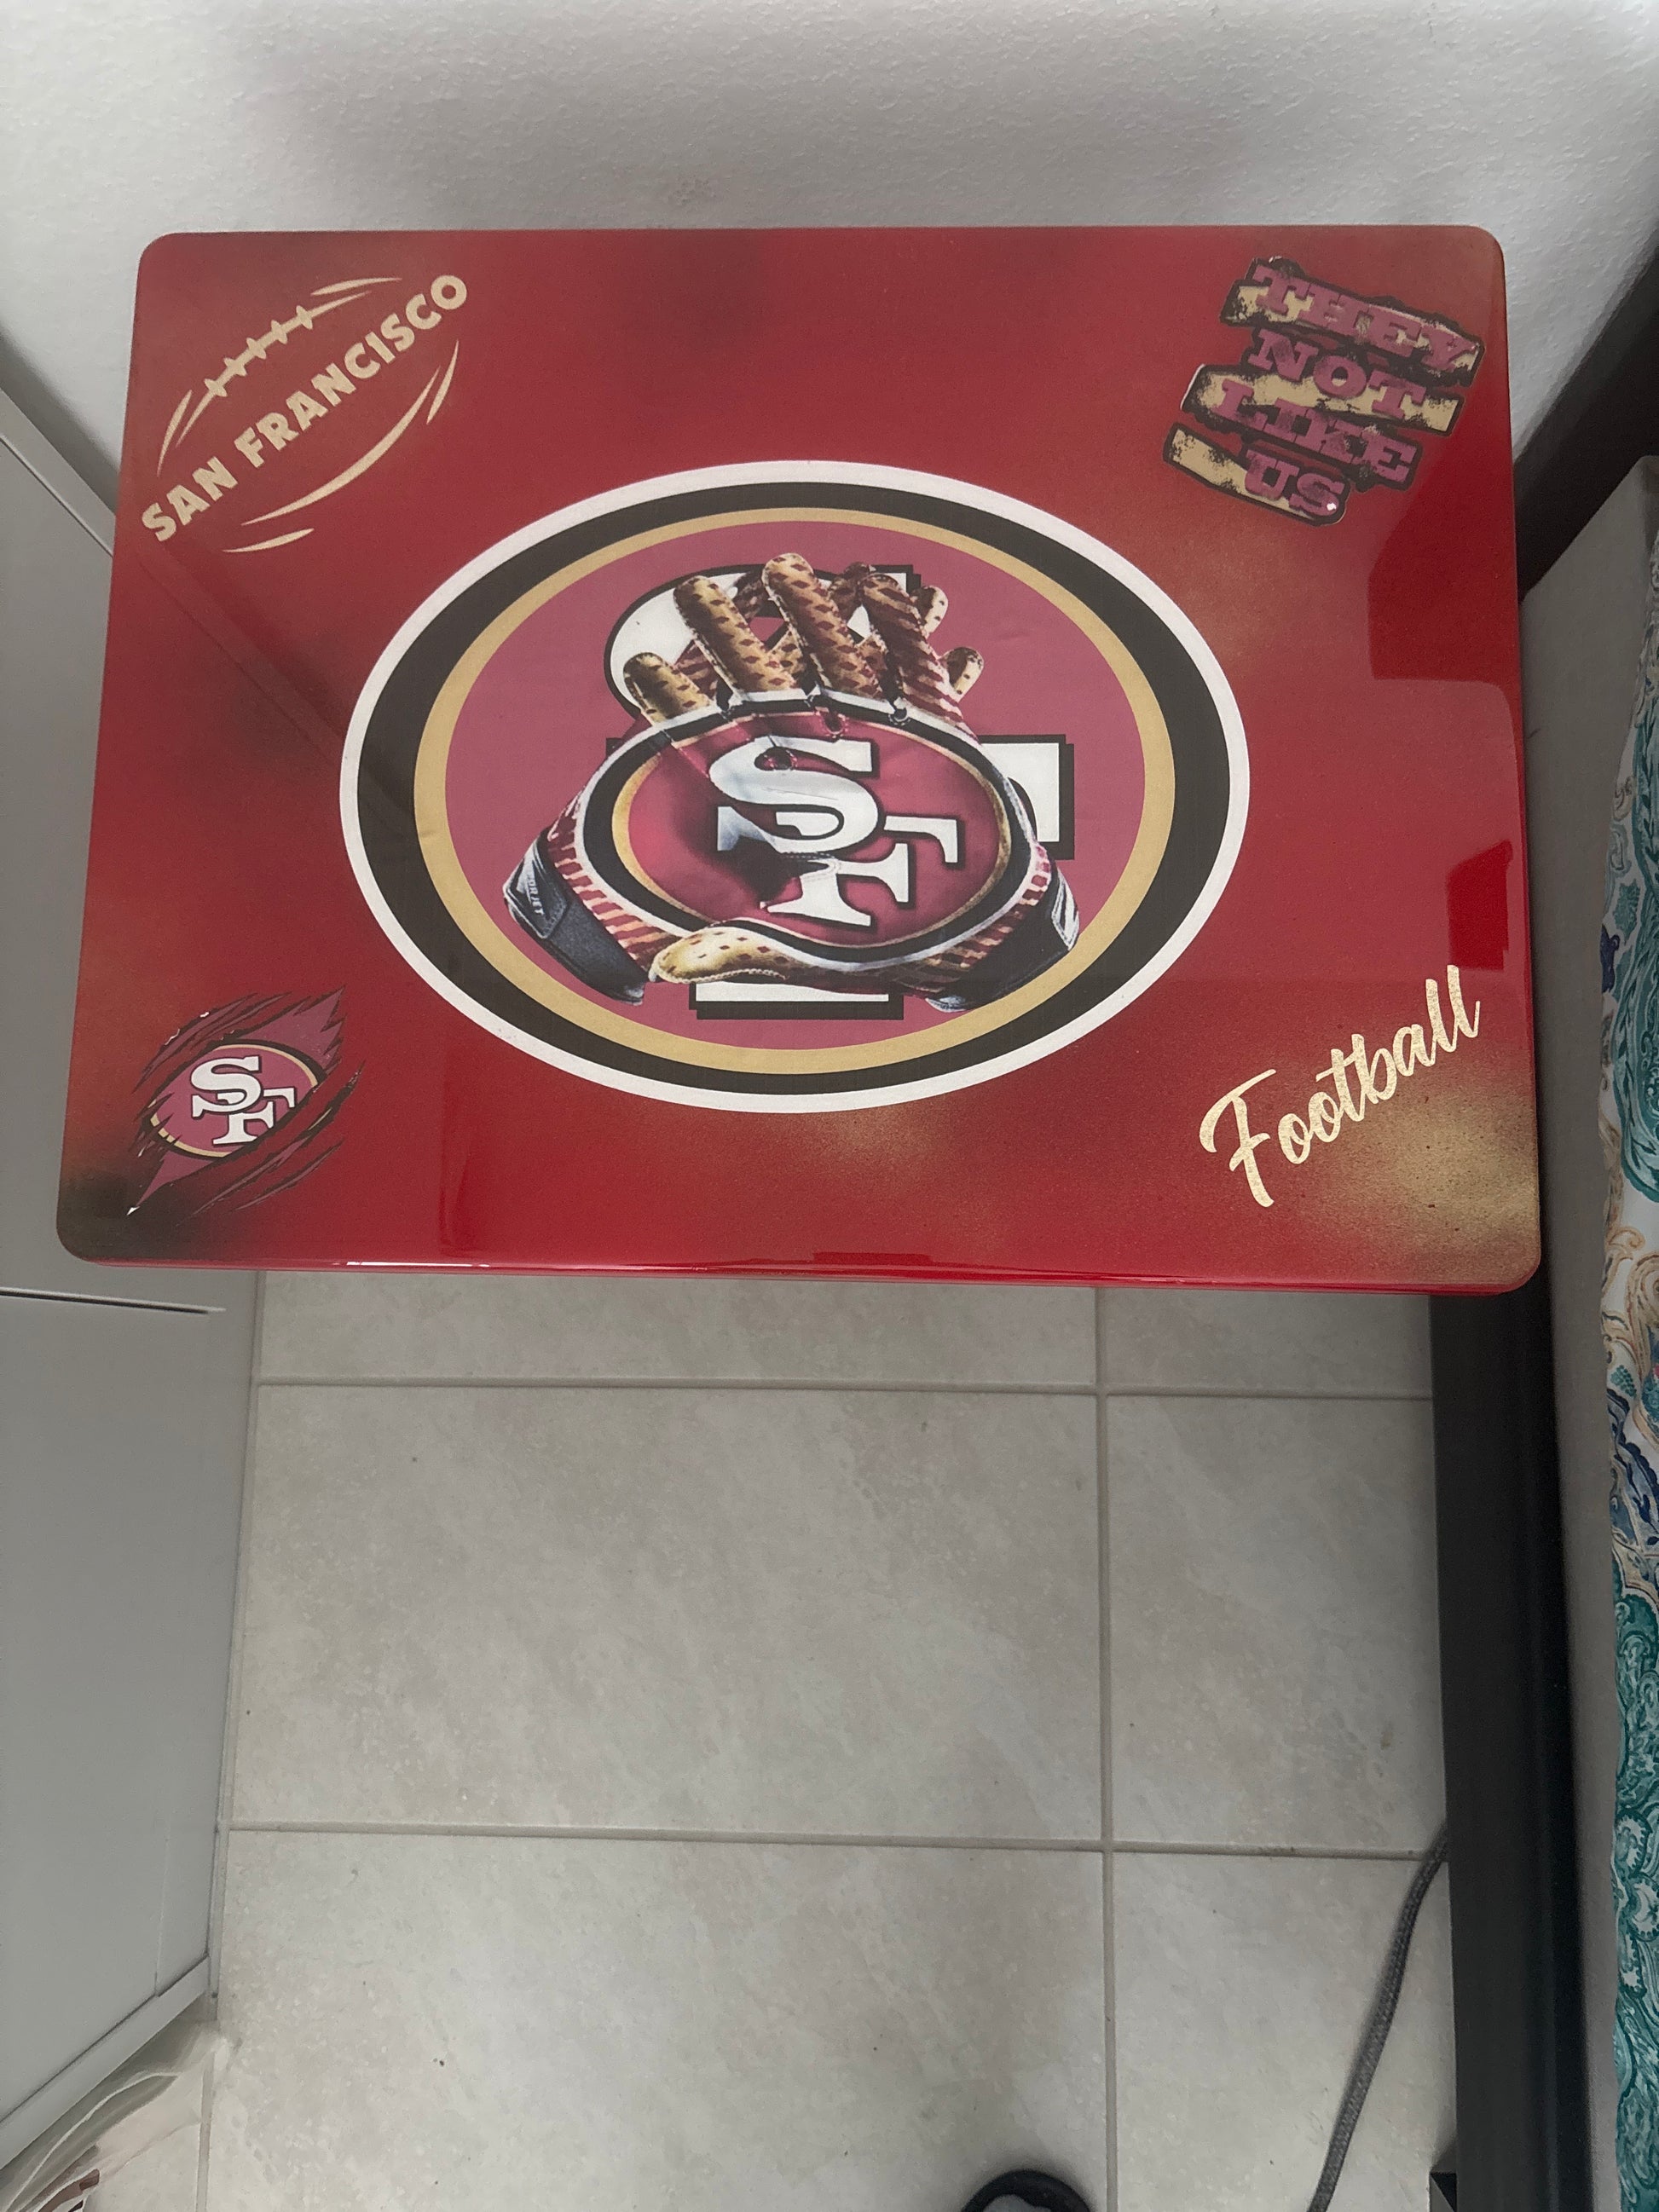 SAN FRANCISCO
THEY
NOT
LIKE
US
SF
SF
Football